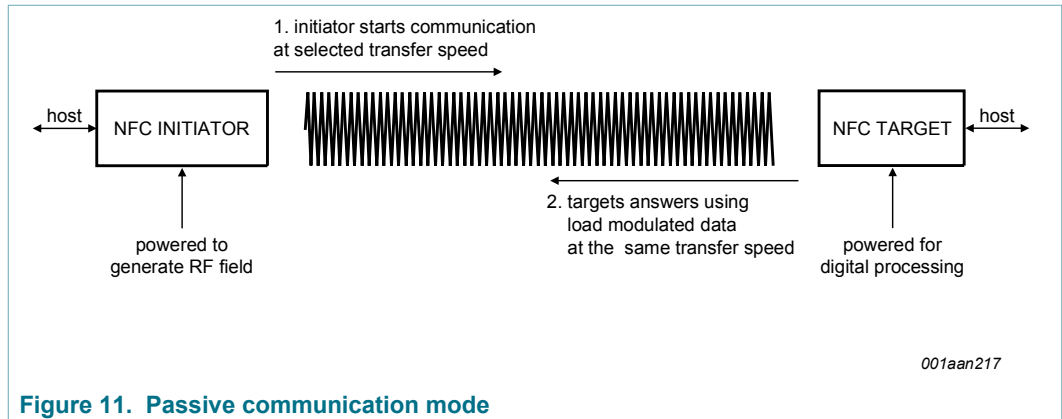 1. initiator starts communication
at selected transfer speed
host
NFC INITIATOR
NFC TARGET
host
2. targets answers using
load modulated data
at the same transfer speed
powered to
generate RF field
powered for
digital processing
001aan217
Figure 11. Passive communication mode